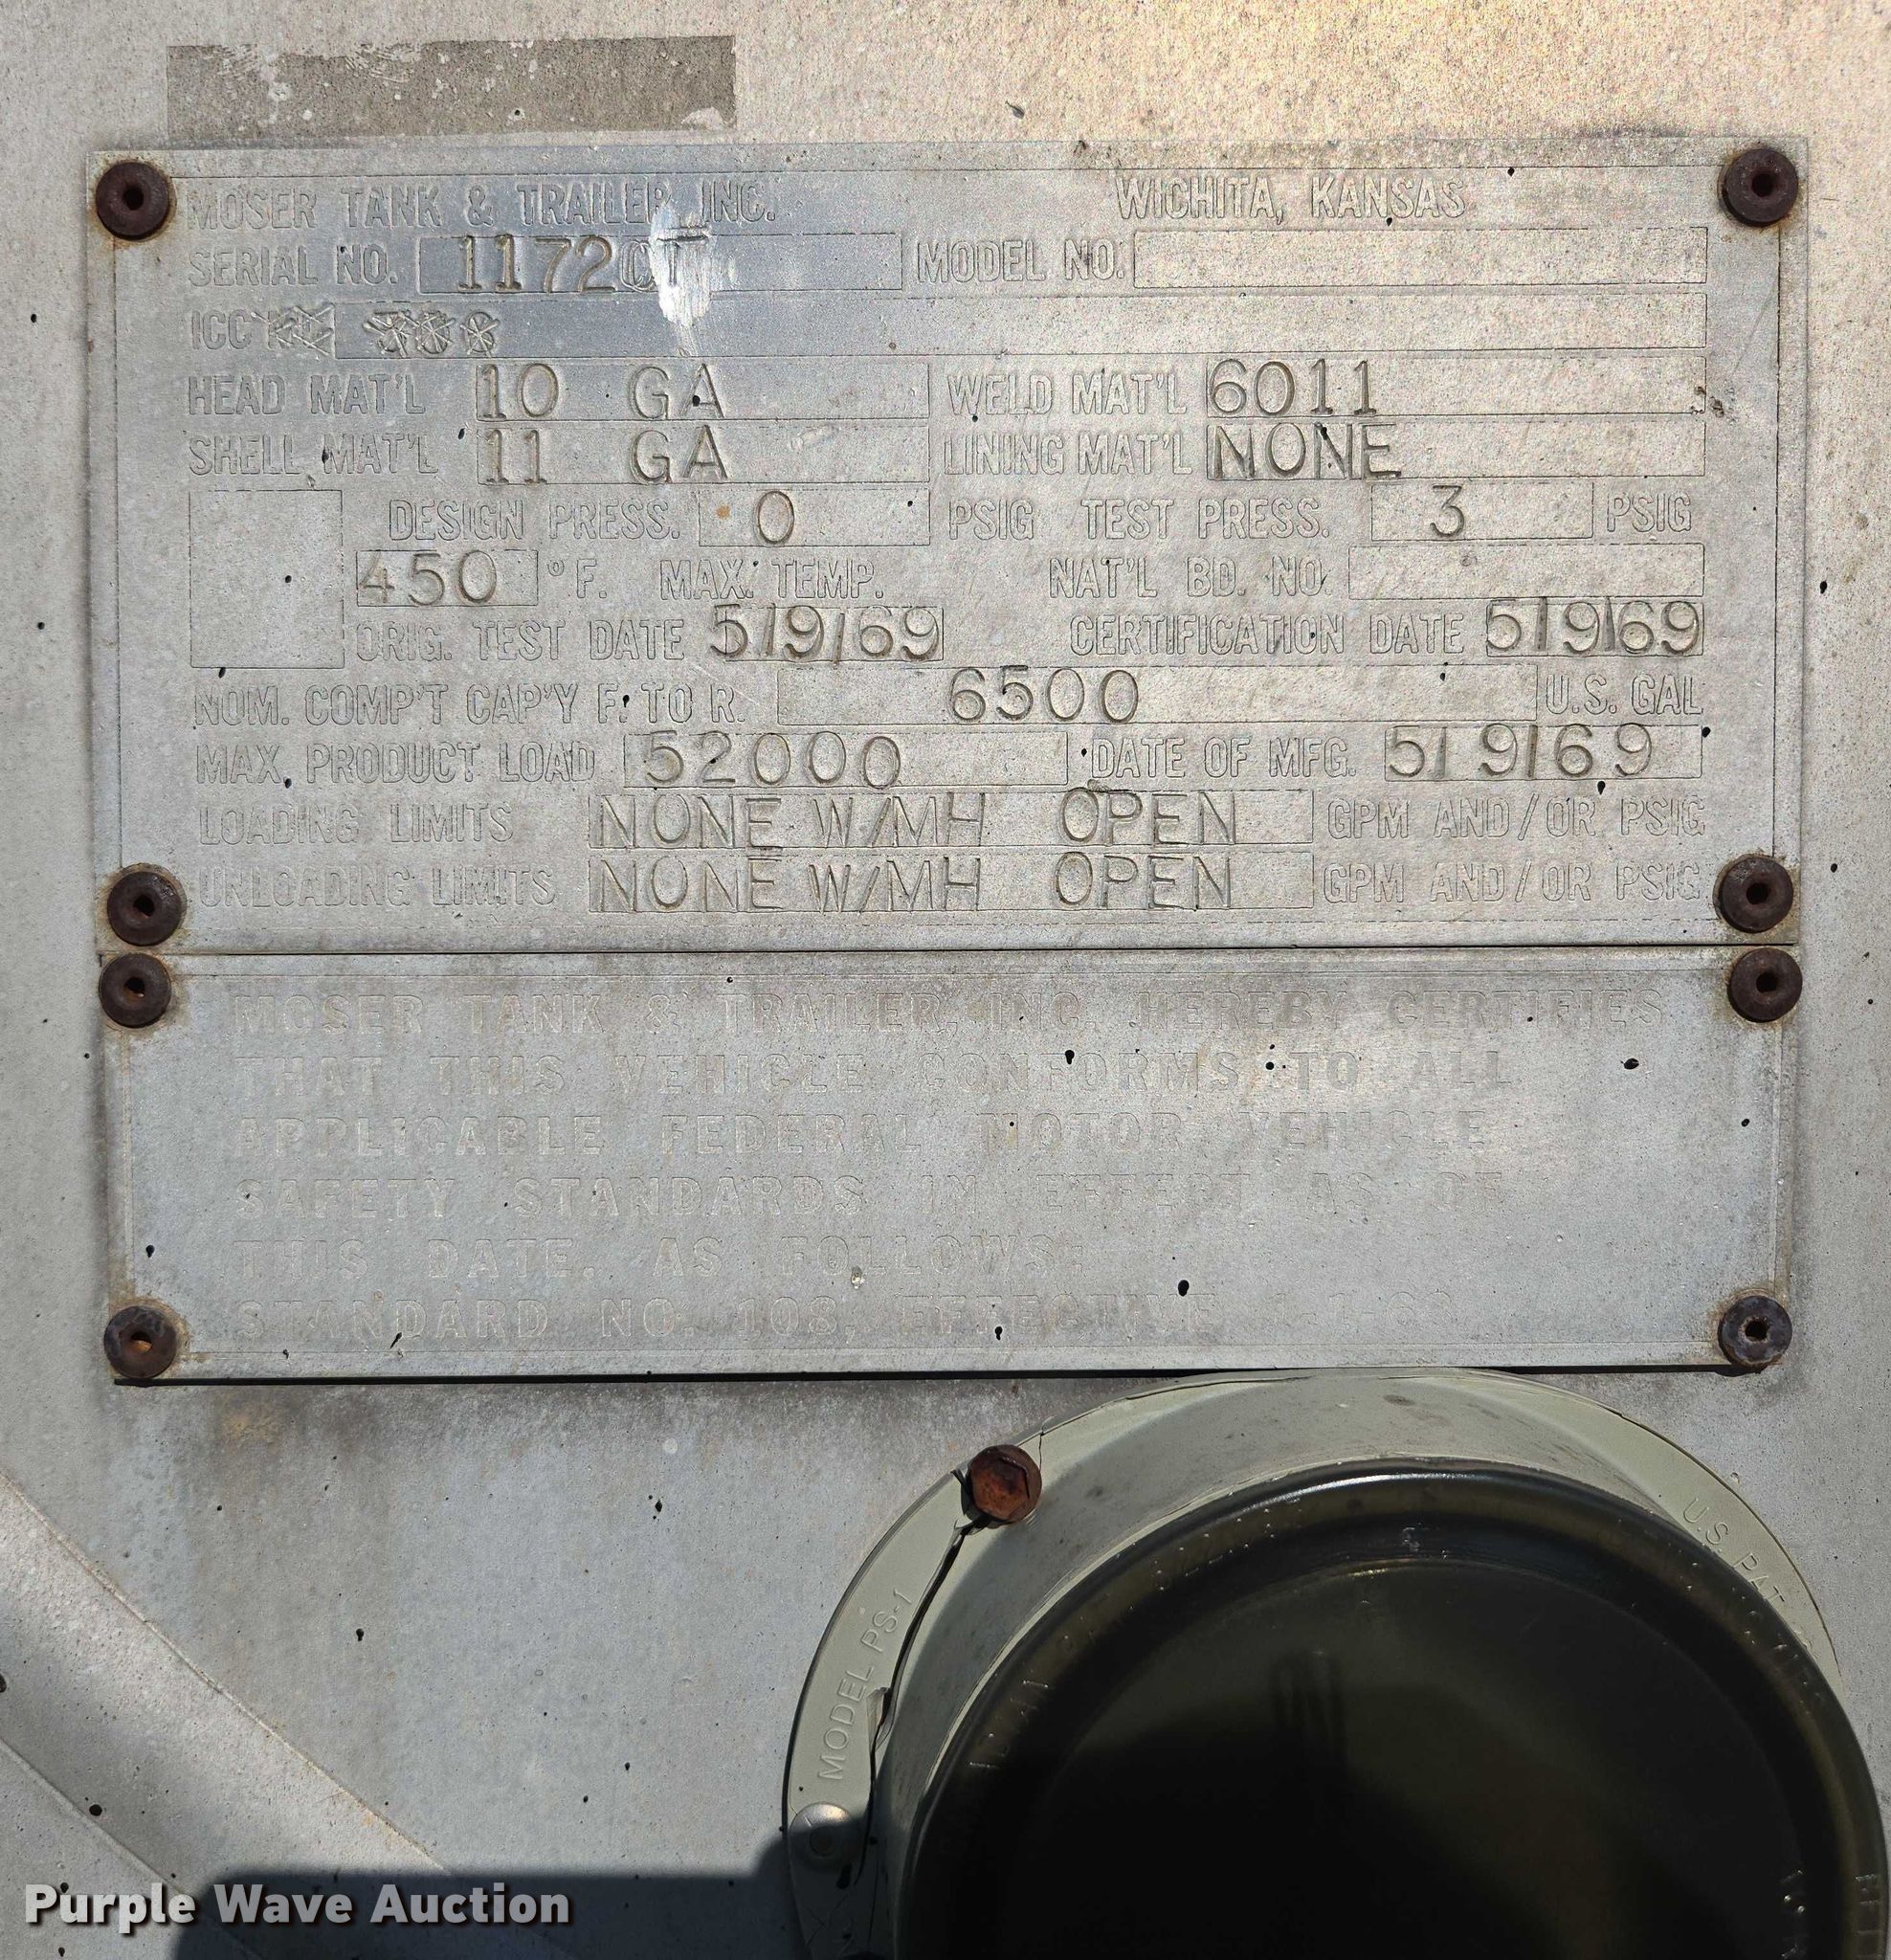 MOSER TANK & TRAILER, INC. WICHITA, KANSAS
SERIAL NO. 1172CT MODEL NO.
ICC
HEAD MAT'L 10 GA WELD MAT'L 6011
SHELL MAT'L 11 GA LINING MAT'L NONE
DESIGN PRESS. 0 PSIG TEST PRESS. 3 PSIG
450 °F. MAX. TEMP. NAT'L BD. NO.
ORIG. TEST DATE 5/9/69 CERTIFICATION DATE 5/9/69
NOM. COMP'T CAP'Y F. TO R. 6500 U.S. GAL
MAX. PRODUCT LOAD 52000 DATE OF MFG. 5/9/69
LOADING LIMITS NONE W/MH OPEN GPM AND/OR PSIG
UNLOADING LIMITS NONE W/MH OPEN GPM AND/OR PSIG
MOSER TANK & TRAILER, INC. HEREBY CERTIFIES
THAT THIS VEHICLE CONFORMS TO ALL
APPLICABLE FEDERAL MOTOR VEHICLE
SAFETY STANDARDS IN EFFECT AS OF
THIS DATE, AS FOLLOWS:
STANDARD NO. 108 EFFECTIVE
MODEL PS-1
U.S. PAT.
Purple Wave Auction